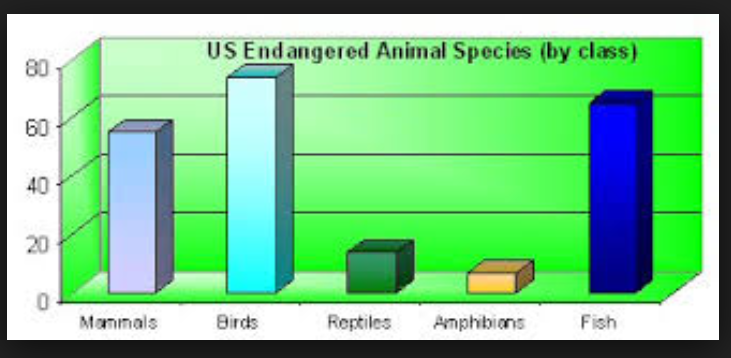 US Endangered Animal Species (by class)
80
60
40
20
0
Mammals Birds Reptiles Amphibians Fish